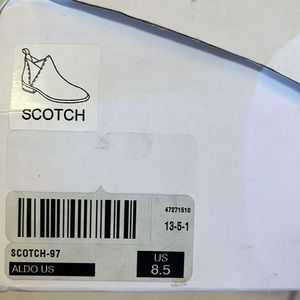 SCOTCH
47271610
13-5-1
SCOTCH-97
ALDO US
US
8.5